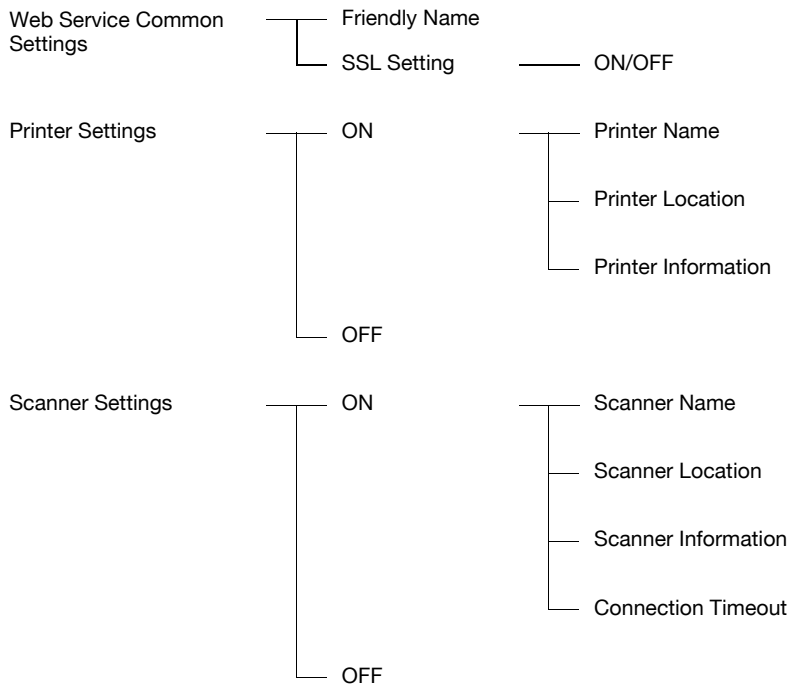 Web Service Common
Settings
Friendly Name
SSL Setting
ON/OFF
Printer Settings
ON
Printer Name
Printer Location
Printer Information
OFF
Scanner Settings
ON
Scanner Name
Scanner Location
Scanner Information
Connection Timeout
OFF